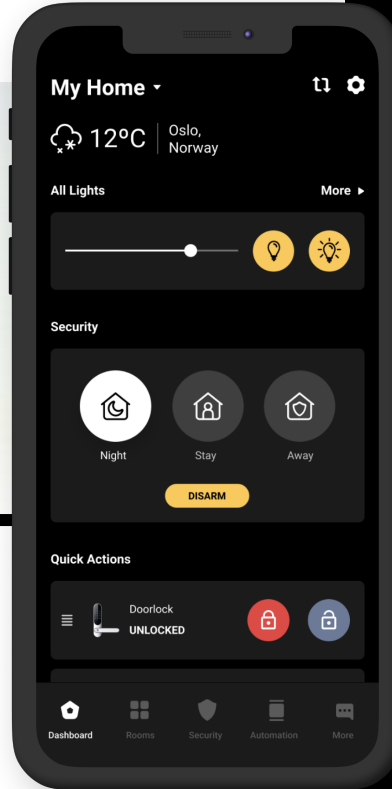 My Home
12°C
Oslo,
Norway
All Lights
More
Security
Night
Stay
Away
DISARM
Quick Actions
Doorlock
UNLOCKED
Dashboard
Rooms
Security
Automation
More